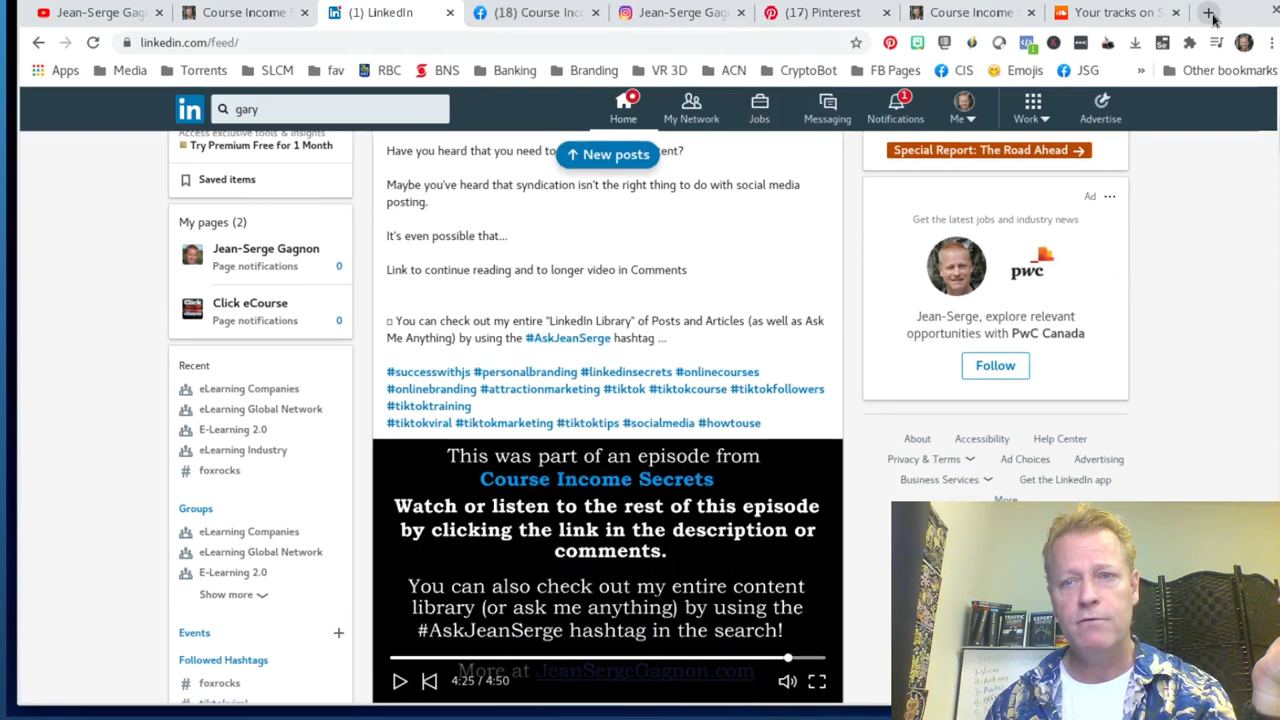 Jean-Serge Gag
Course Income S
(1) LinkedIn
(18) Course Inc
Jean-Serge Gagn
(17) Pinterest
Course Income S
Your tracks on S
linkedin.com/feed/
Apps
Media
Torrents
SLCM
fav
RBC
BNS
Banking
Branding
VR 3D
ACN
CryptoBot
FB Pages
CIS
Emojis
JSG
»
Other bookmarks
in
gary
Home
My Network
Jobs
Messaging
1
Notifications
Me
Work
Advertise
Access exclusive tools & insights
Try Premium Free for 1 Month
Saved items
My pages (2)
Jean-Serge Gagnon
Page notifications 0
Click eCourse
Page notifications 0
Recent
eLearning Companies
eLearning Global Network
E-Learning 2.0
eLearning Industry
# foxrocks
Groups
eLearning Companies
eLearning Global Network
E-Learning 2.0
Show more
Events +
Followed Hashtags
# foxrocks
Have you heard that you need to
↑ New posts
Maybe you've heard that syndication isn't the right thing to do with social media
posting.
It's even possible that...
Link to continue reading and to longer video in Comments
You can check out my entire "LinkedIn Library" of Posts and Articles (as well as Ask
Me Anything) by using the #AskJeanSerge hashtag ...
#successwithjs #personalbranding #linkedinsecrets #onlinecourses
#onlinebranding #attractionmarketing #tiktok #tiktokcourse #tiktokfollowers
#tiktoktraining
#tiktokviral #tiktokmarketing #tiktoktips #socialmedia #howtouse
This was part of an episode from
Course Income Secrets
Watch or listen to the rest of this episode
by clicking the link in the description or
comments.
You can also check out my entire content
library (or ask me anything) by using the
#AskJeanSerge hashtag in the search!
More at JeanSergeGagnon.com
4:25 / 4:50
Special Report: The Road Ahead →
Ad ...
Get the latest jobs and industry news
pwc
Jean-Serge, explore relevant
opportunities with PwC Canada
Follow
About
Accessibility
Help Center
Privacy & Terms
Ad Choices
Advertising
Business Services
Get the LinkedIn app
More
TRAFFIC
EXPERT